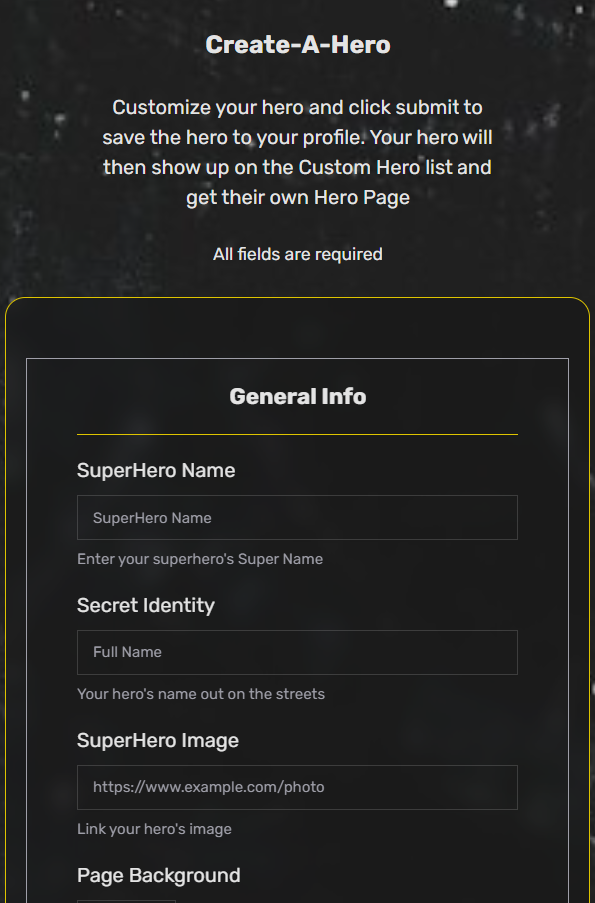 Create-A-Hero
Customize your hero and click submit to
save the hero to your profile. Your hero will
then show up on the Custom Hero list and
get their own Hero Page
All fields are required
General Info
SuperHero Name
SuperHero Name
Enter your superhero's Super Name
Secret Identity
Full Name
Your hero's name out on the streets
SuperHero Image
https://www.example.com/photo
Link your hero's image
Page Background